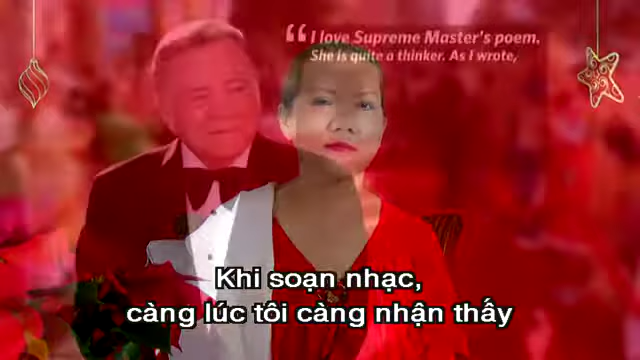 “I love Supreme Master's poem.
She is quite a thinker. As I wrote,
Khi soạn nhạc,
càng lúc tôi càng nhận thấy